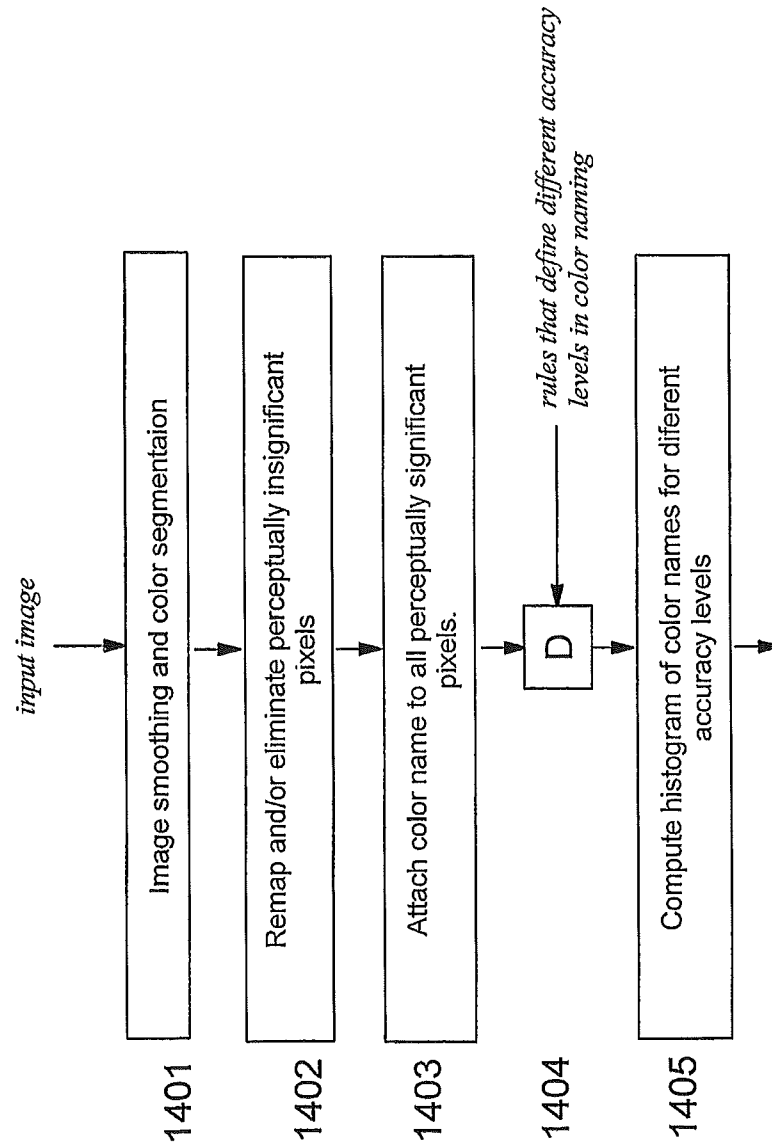 input image
1401
Image smoothing and color segmentaion
1402
Remap and/or eliminate perceptually insignificant
pixels
1403
Attach color name to all perceptually significant
pixels.
1404
D
rules that define different accuracy
levels in color naming
1405
Compute histogram of color names for diferent
accuracy levels